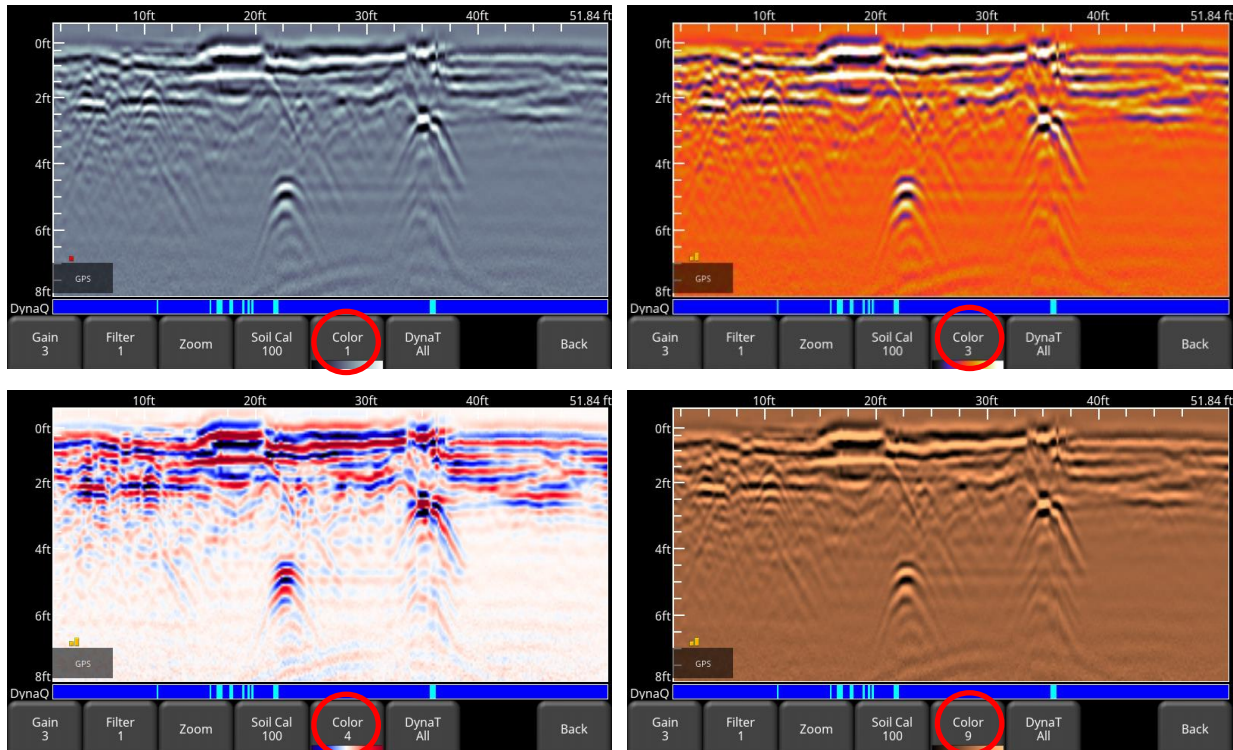 10ft 20ft 30ft 40ft 51.84 ft
0ft
2ft
4ft
6ft
GPS
8ft
DynaQ
Gain 3 Filter 1 Zoom Soil Cal 100 Color 1 DynaT All Back
10ft 20ft 30ft 40ft 51.84 ft
0ft
2ft
4ft
6ft
GPS
8ft
DynaQ
Gain 3 Filter 1 Zoom Soil Cal 100 Color 3 DynaT All Back
10ft 20ft 30ft 40ft 51.84 ft
0ft
2ft
4ft
6ft
GPS
8ft
DynaQ
Gain 3 Filter 1 Zoom Soil Cal 100 Color 4 DynaT All Back
10ft 20ft 30ft 40ft 51.84 ft
0ft
2ft
4ft
6ft
GPS
8ft
DynaQ
Gain 3 Filter 1 Zoom Soil Cal 100 Color 9 DynaT All Back